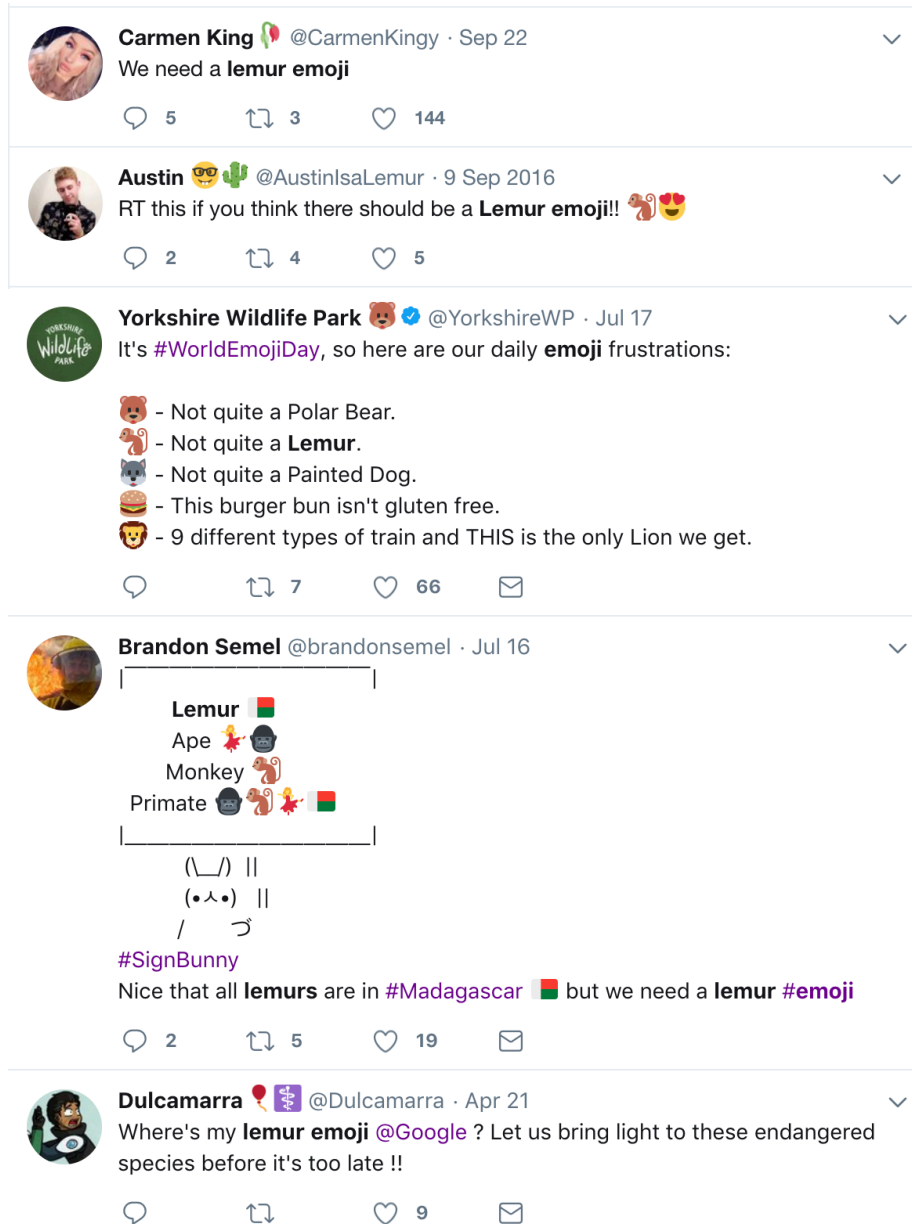 Carmen King 🥀 @CarmenKingy · Sep 22
We need a lemur emoji
5 3 144
Austin 🤓🌵 @AustinIsaLemur · 9 Sep 2016
RT this if you think there should be a Lemur emoji!! 🐒😍
2 4 5
YORKSHIRE
WildLife
PARK
Yorkshire Wildlife Park 🐻 @YorkshireWP · Jul 17
It's #WorldEmojiDay, so here are our daily emoji frustrations:
🐻 - Not quite a Polar Bear.
🐒 - Not quite a Lemur.
🐺 - Not quite a Painted Dog.
🍔 - This burger bun isn't gluten free.
🦁 - 9 different types of train and THIS is the only Lion we get.
7 66
Brandon Semel @brandonsemel · Jul 16
|￣￣￣￣￣￣￣￣￣￣￣|
Lemur 🇲🇬
Ape 💃🦍
Monkey 🐒
Primate 🦍🐒💃🇲🇬
|＿＿＿＿＿＿＿＿＿＿＿|
(\__/) ||
(•ㅅ•) ||
/ づ
#SignBunny
Nice that all lemurs are in #Madagascar 🇲🇬 but we need a lemur #emoji
2 5 19
Dulcamarra 🎈⚕️ @Dulcamarra · Apr 21
Where's my lemur emoji @Google ? Let us bring light to these endangered
species before it's too late !!
9